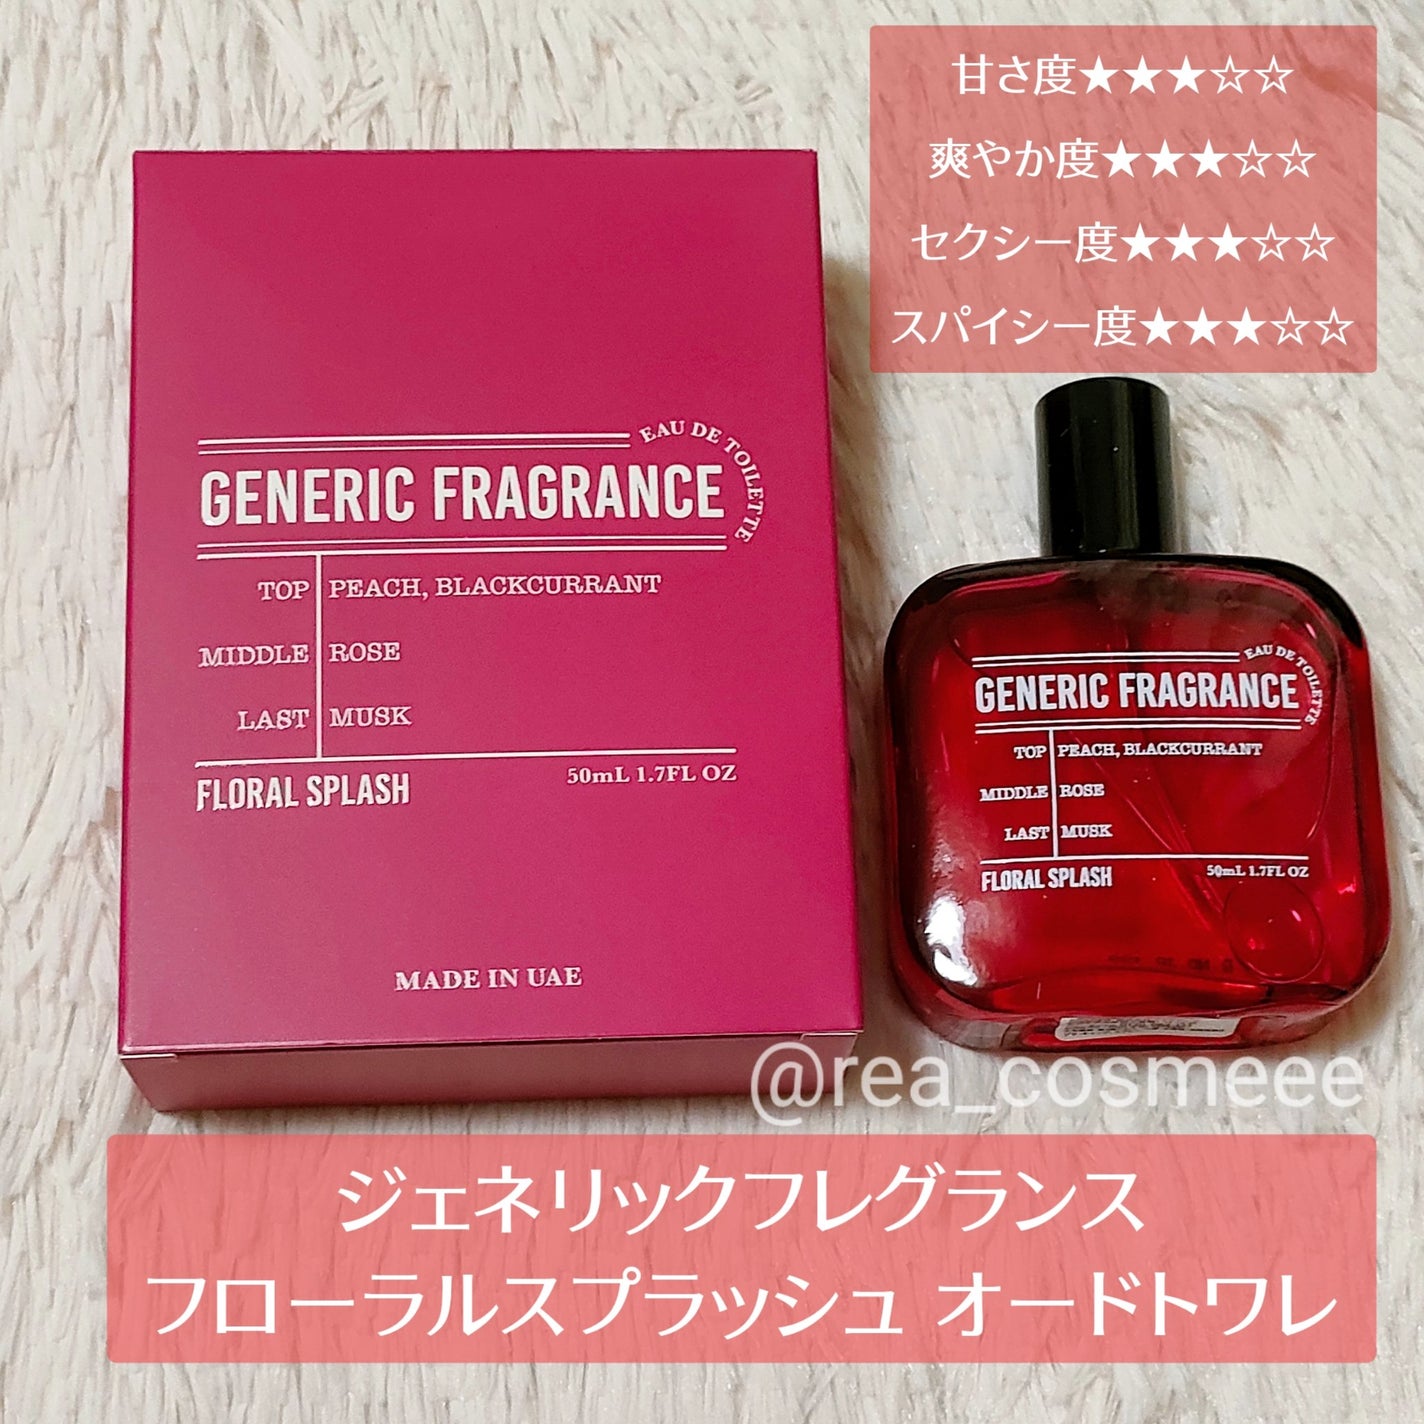 甘さ度★★★☆☆
爽やか度★★★☆☆
セクシー度★★★☆☆
スパイシー度★★★☆☆
EAU DE TOILETTE
GENERIC FRAGRANCE
TOP PEACH, BLACKCURRANT
MIDDLE ROSE
LAST MUSK
FLORAL SPLASH 50mL 1.7FL OZ
MADE IN UAE
EAU DE TOILETTE
GENERIC FRAGRANCE
TOP PEACH, BLACKCURRANT
MIDDLE ROSE
LAST MUSK
FLORAL SPLASH 50mL 1.7FL OZ
@rea_cosmeee
ジェネリックフレグランス
フローラルスプラッシュ オードトワレ